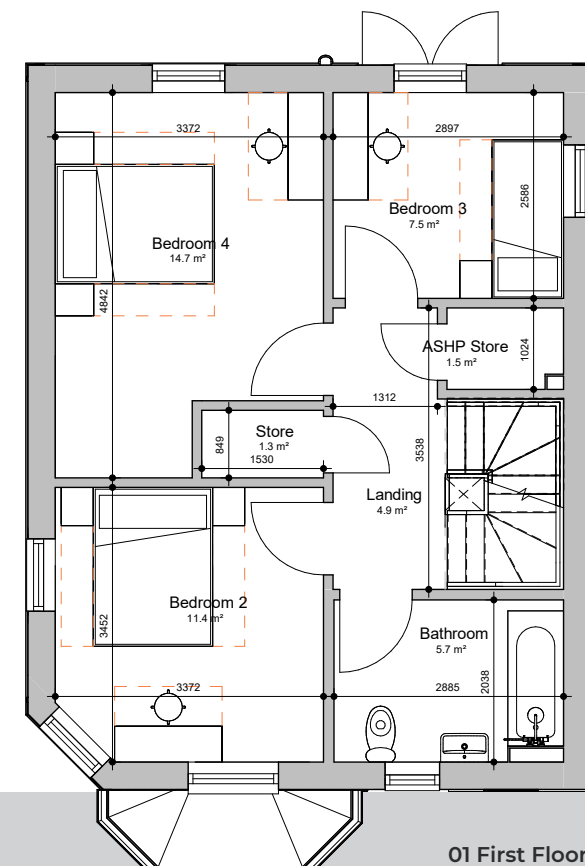 3372
2897
Bedroom 3
7.5 m²
2586
Bedroom 4
14.7 m²
4842
ASHP Store
1.5 m²
1024
1312
Store
1.3 m²
849
1530
3538
Landing
4.9 m²
Bedroom 2
11.4 m²
3452
Bathroom
5.7 m²
3372
2885
2038
01 First Floor